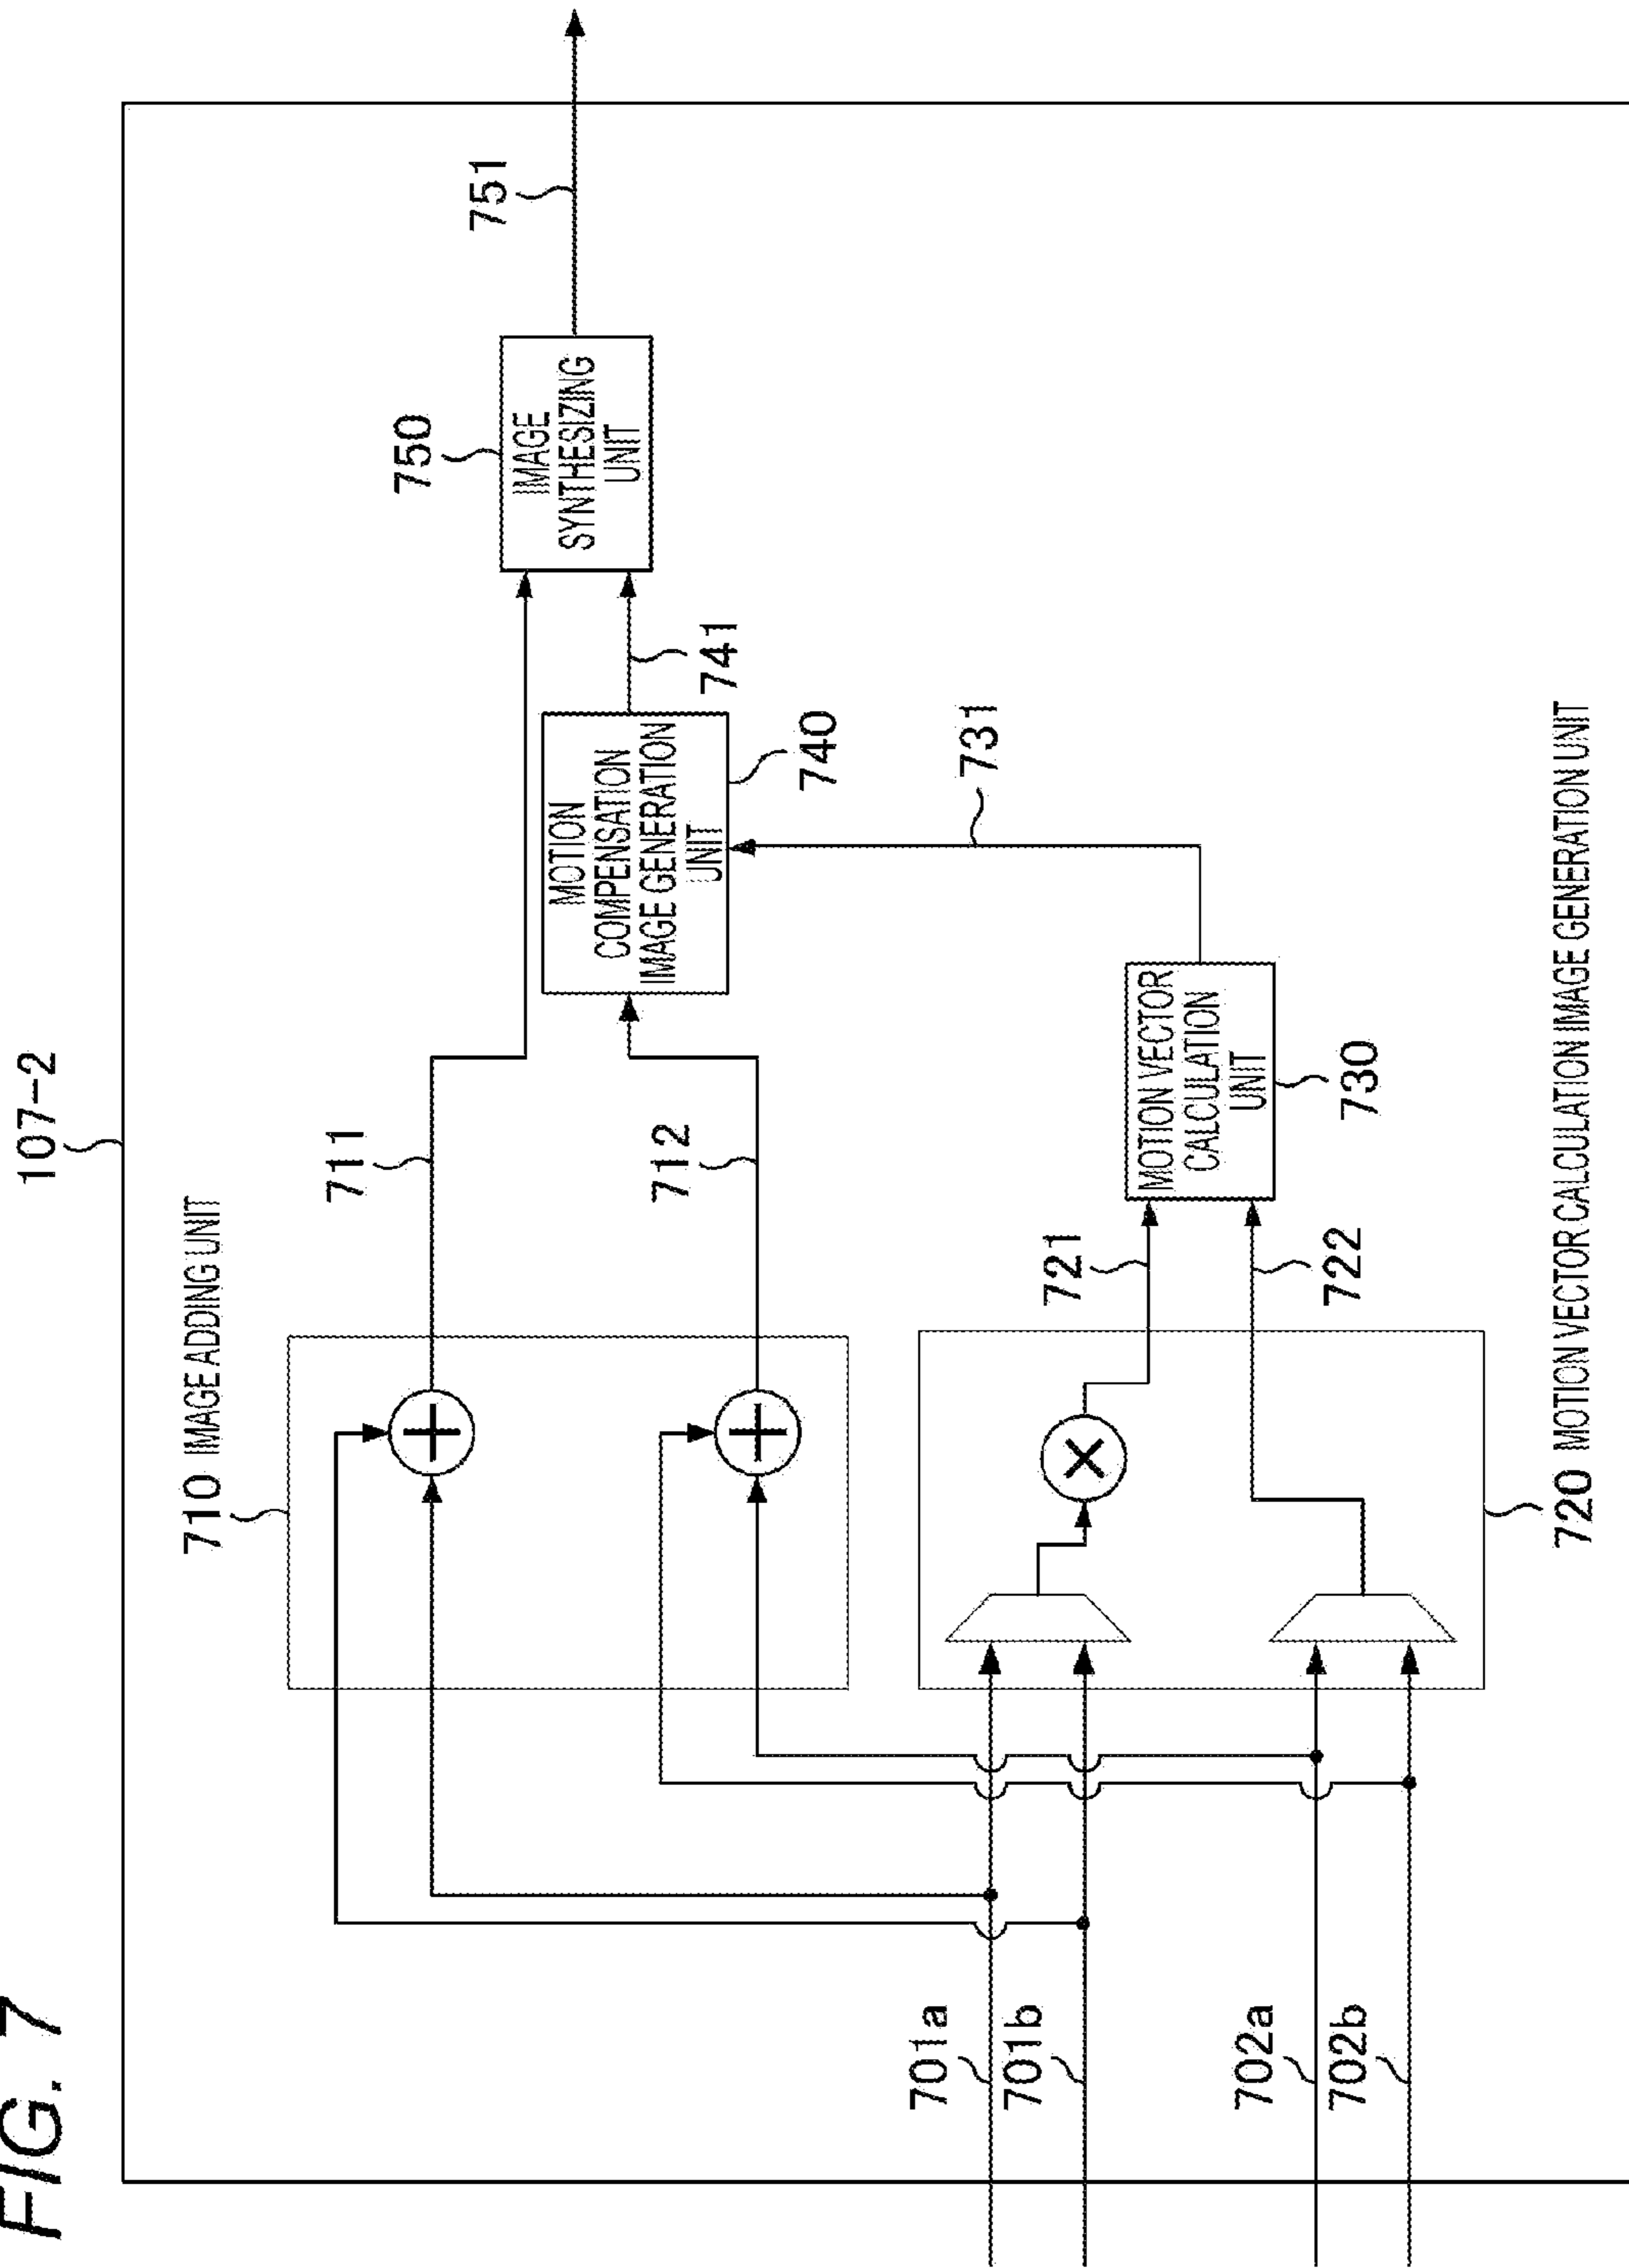 FIG. 7
107-2
710 IMAGE ADDING UNIT
711
712
750
IMAGE
SYNTHESIZING
UNIT
751
741
MOTION
COMPENSATION
IMAGE GENERATION
UNIT
740
731
701a
701b
702a
702b
721
722
MOTION VECTOR
CALCULATION
UNIT
730
720 MOTION VECTOR CALCULATION IMAGE GENERATION UNIT